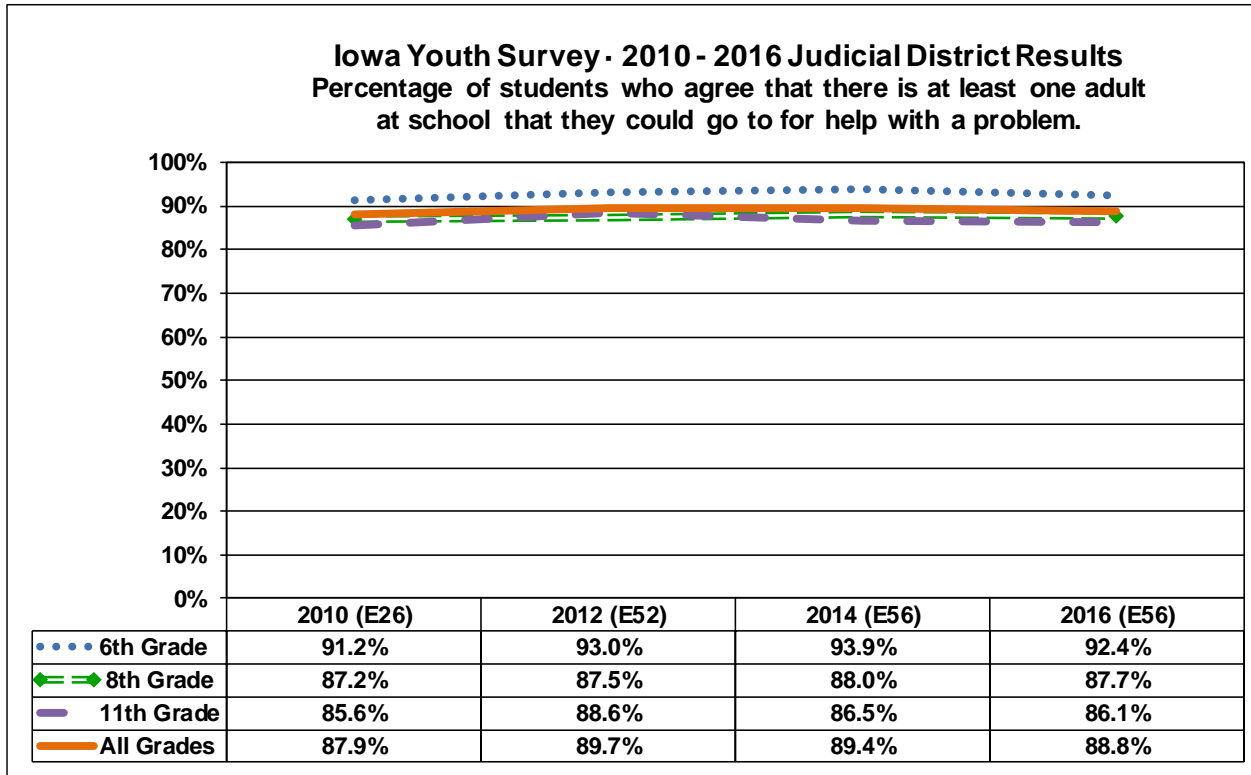 Iowa Youth Survey · 2010 - 2016 Judicial District Results
Percentage of students who agree that there is at least one adult
at school that they could go to for help with a problem.
100%
90%
80%
70%
60%
50%
40%
30%
20%
10%
0%
2010 (E26) 2012 (E52) 2014 (E56) 2016 (E56)
6th Grade 91.2% 93.0% 93.9% 92.4%
8th Grade 87.2% 87.5% 88.0% 87.7%
11th Grade 85.6% 88.6% 86.5% 86.1%
All Grades 87.9% 89.7% 89.4% 88.8%